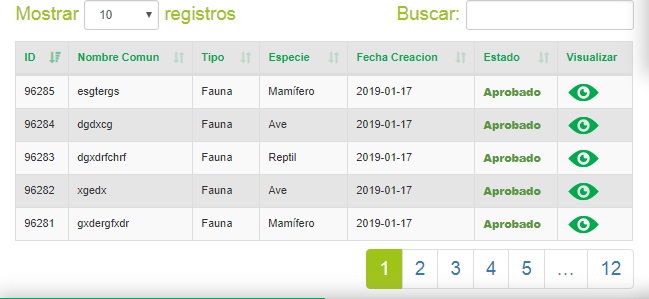 Mostrar 10 registros Buscar:
ID Nombre Comun Tipo Especie Fecha Creacion Estado Visualizar
96285 esgtergs Fauna Mamífero 2019-01-17 Aprobado
96284 dgdxcg Fauna Ave 2019-01-17 Aprobado
96283 dgxdrfchrf Fauna Reptil 2019-01-17 Aprobado
96282 xgedx Fauna Ave 2019-01-17 Aprobado
96281 gxdergfxdr Fauna Mamífero 2019-01-17 Aprobado
1 2 3 4 5 ... 12